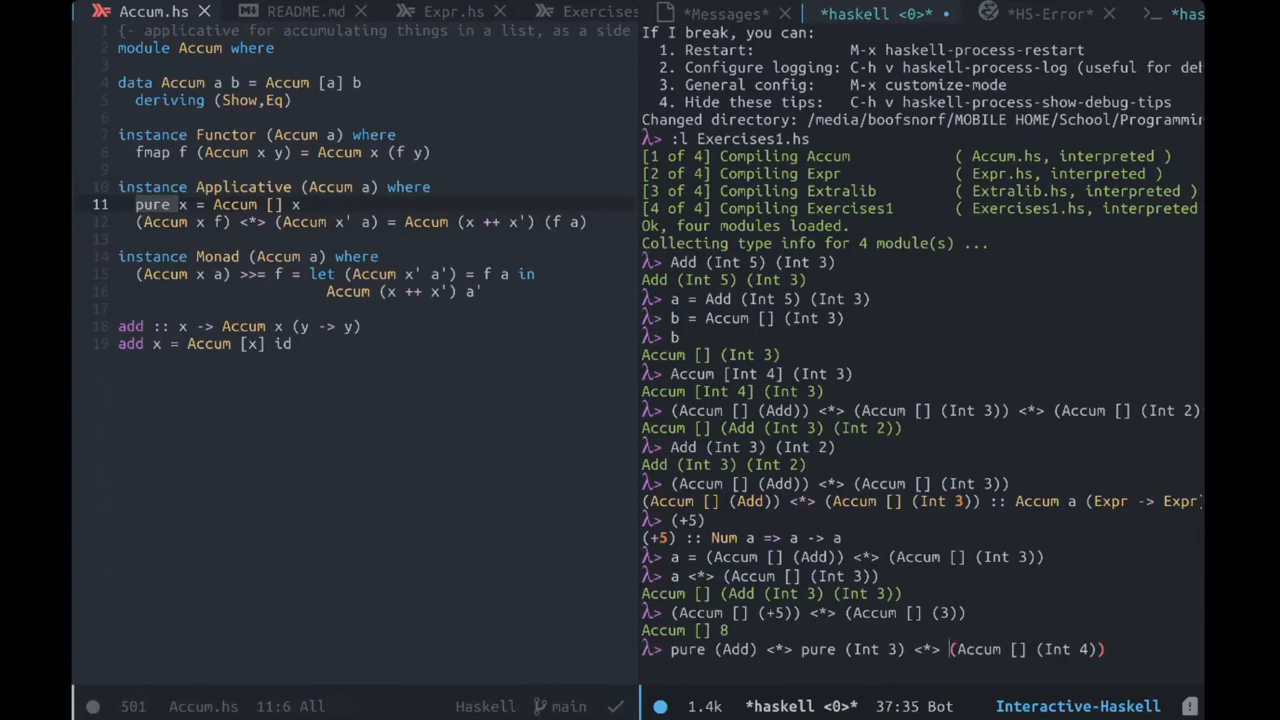 Accum.hs README.md Expr.hs Exercises
1 {- applicative for accumulating things in a list, as a side
2 module Accum where
4 data Accum a b = Accum [a] b
5 deriving (Show,Eq)
6
7 instance Functor (Accum a) where
8 fmap f (Accum x y) = Accum x (f y)
10 instance Applicative (Accum a) where
11 pure x = Accum [] x
12 (Accum x f) <*> (Accum x' a) = Accum (x ++ x') (f a)
13
14 instance Monad (Accum a) where
15 (Accum x a) >>= f = let (Accum x' a') = f a in
16 Accum (x ++ x') a'
17
18 add :: x -> Accum x (y -> y)
19 add x = Accum [x] id
501 Accum.hs 11:6 All Haskell main
*Messages* *haskell <0>* *HS-Error* *has
If I break, you can:
1. Restart: M-x haskell-process-restart
2. Configure logging: C-h v haskell-process-log (useful for deb
3. General config: M-x customize-mode
4. Hide these tips: C-h v haskell-process-show-debug-tips
Changed directory: /media/boofsnorf/MOBILE HOME/School/Programmin
λ> :l Exercises1.hs
[1 of 4] Compiling Accum ( Accum.hs, interpreted )
[2 of 4] Compiling Expr ( Expr.hs, interpreted )
[3 of 4] Compiling Extralib ( Extralib.hs, interpreted )
[4 of 4] Compiling Exercises1 ( Exercises1.hs, interpreted
Ok, four modules loaded.
Collecting type info for 4 module(s) ...
λ> Add (Int 5) (Int 3)
Add (Int 5) (Int 3)
λ> a = Add (Int 5) (Int 3)
λ> b = Accum [] (Int 3)
λ> b
Accum [] (Int 3)
λ> Accum [Int 4] (Int 3)
Accum [Int 4] (Int 3)
λ> (Accum [] (Add)) <*> (Accum [] (Int 3)) <*> (Accum [] (Int 2)
Accum [] (Add (Int 3) (Int 2))
λ> Add (Int 3) (Int 2)
Add (Int 3) (Int 2)
λ> (Accum [] (Add)) <*> (Accum [] (Int 3))
(Accum [] (Add)) <*> (Accum [] (Int 3)) :: Accum a (Expr -> Expr)
λ> (+5)
(+5) :: Num a => a -> a
λ> a = (Accum [] (Add)) <*> (Accum [] (Int 3))
λ> a <*> (Accum [] (Int 3))
Accum [] (Add (Int 3) (Int 3))
λ> (Accum [] (+5)) <*> (Accum [] (3))
Accum [] 8
λ> pure (Add) <*> pure (Int 3) <*> (Accum [] (Int 4))
1.4k *haskell <0>* 37:35 Bot Interactive-Haskell